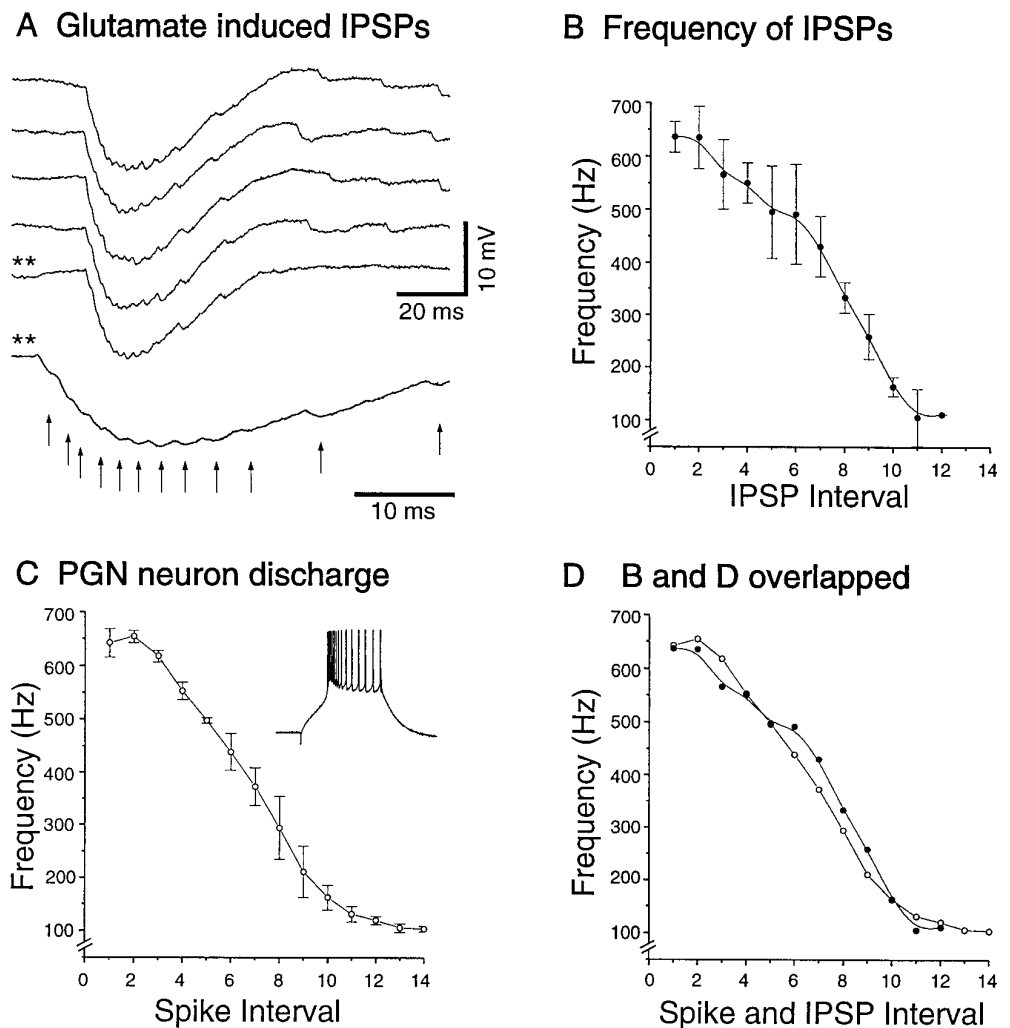 A Glutamate induced IPSPs
**
**
10 mV
20 ms
10 ms
B Frequency of IPSPs
Frequency (Hz)
700
600
500
400
300
200
100
0 2 4 6 8 10 12 14
IPSP Interval
C PGN neuron discharge
Frequency (Hz)
700
600
500
400
300
200
100
0 2 4 6 8 10 12 14
Spike Interval
D B and D overlapped
Frequency (Hz)
700
600
500
400
300
200
100
0 2 4 6 8 10 12 14
Spike and IPSP Interval